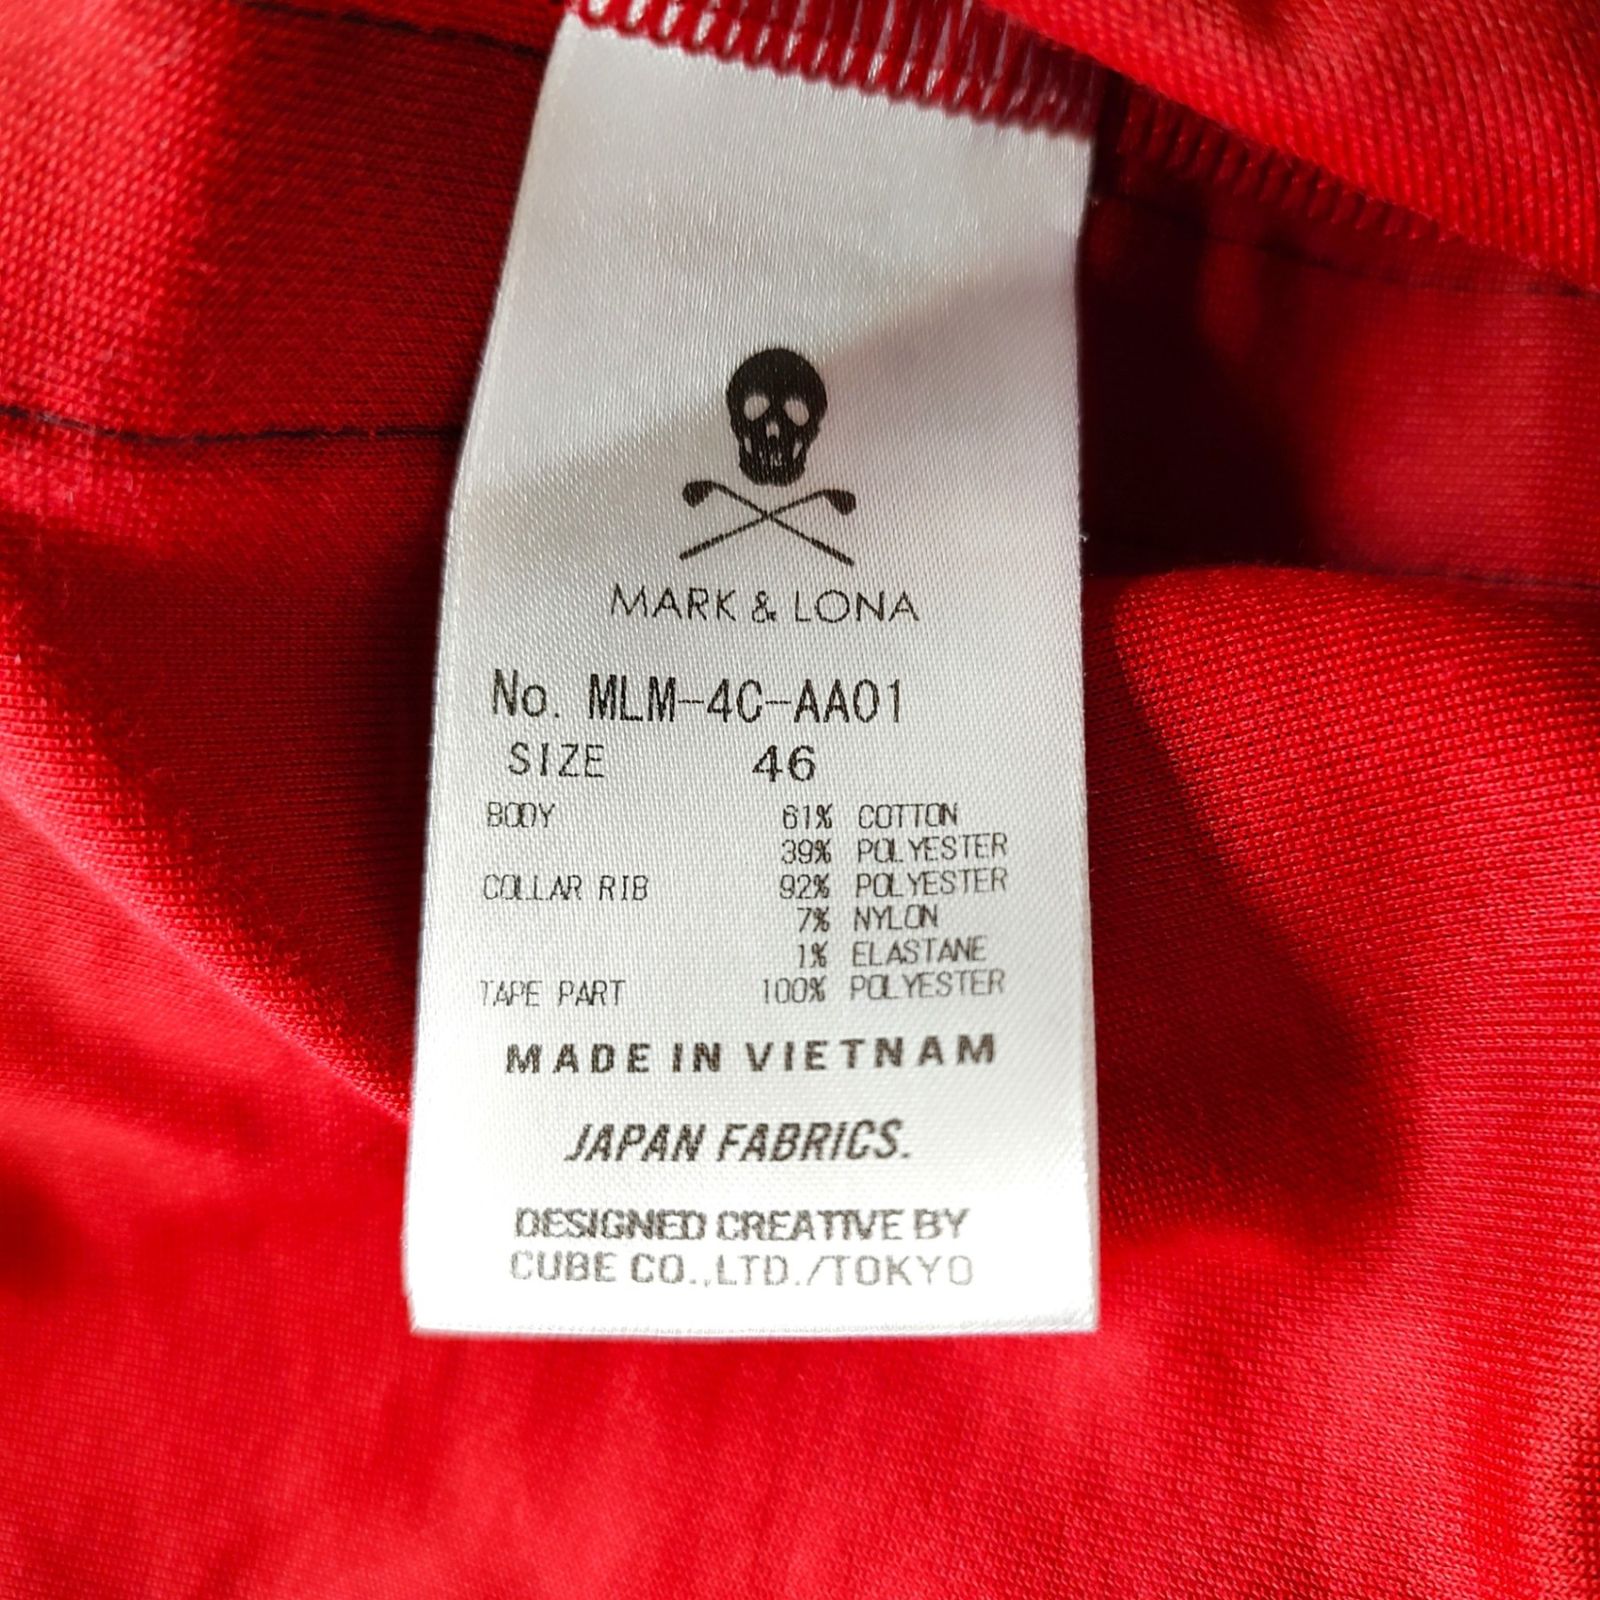 MARK & LONA
No. MLM-4C-AA01
SIZE 46
BODY 61% COTTON
39% POLYESTER
COLLAR RIB 92% POLYESTER
7% NYLON
1% ELASTANE
TAPE PART 100% POLYESTER
MADE IN VIETNAM
JAPAN FABRICS.
DESIGNED CREATIVE BY
CUBE CO.,LTD./TOKYO